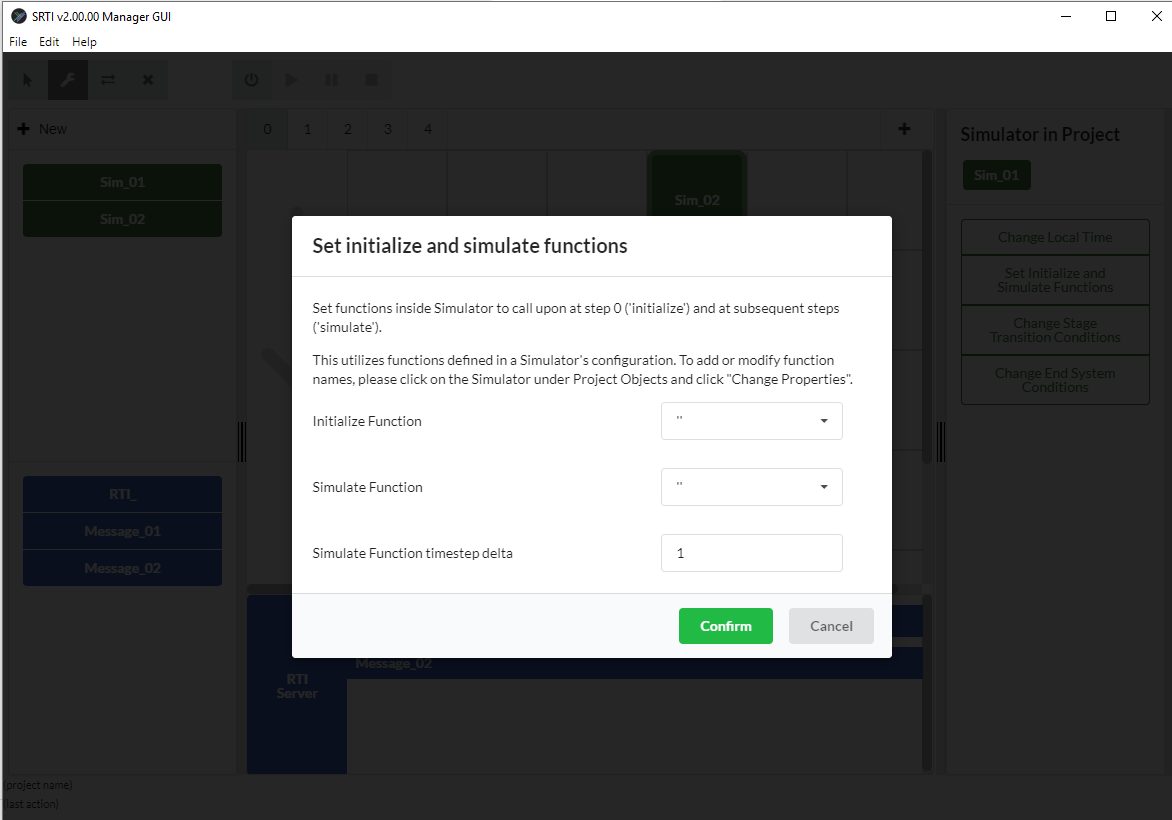 SRTI v2.00.00 Manager GUI
File Edit Help
New
0 1 2 3 4
Simulator in Project
Sim_01
Sim_01
Sim_02
Sim_02
Change Local Time
Set Initialize and
Simulate Functions
Change Stage
Transition Conditions
Change End System
Conditions
Set initialize and simulate functions
Set functions inside Simulator to call upon at step 0 ('initialize') and at subsequent steps
('simulate').
This utilizes functions defined in a Simulator's configuration. To add or modify function
names, please click on the Simulator under Project Objects and click "Change Properties".
Initialize Function ''
Simulate Function ''
Simulate Function timestep delta 1
Confirm Cancel
RTI_
Message_01
Message_02
Message_02
RTI
Server
(project name)
(last action)